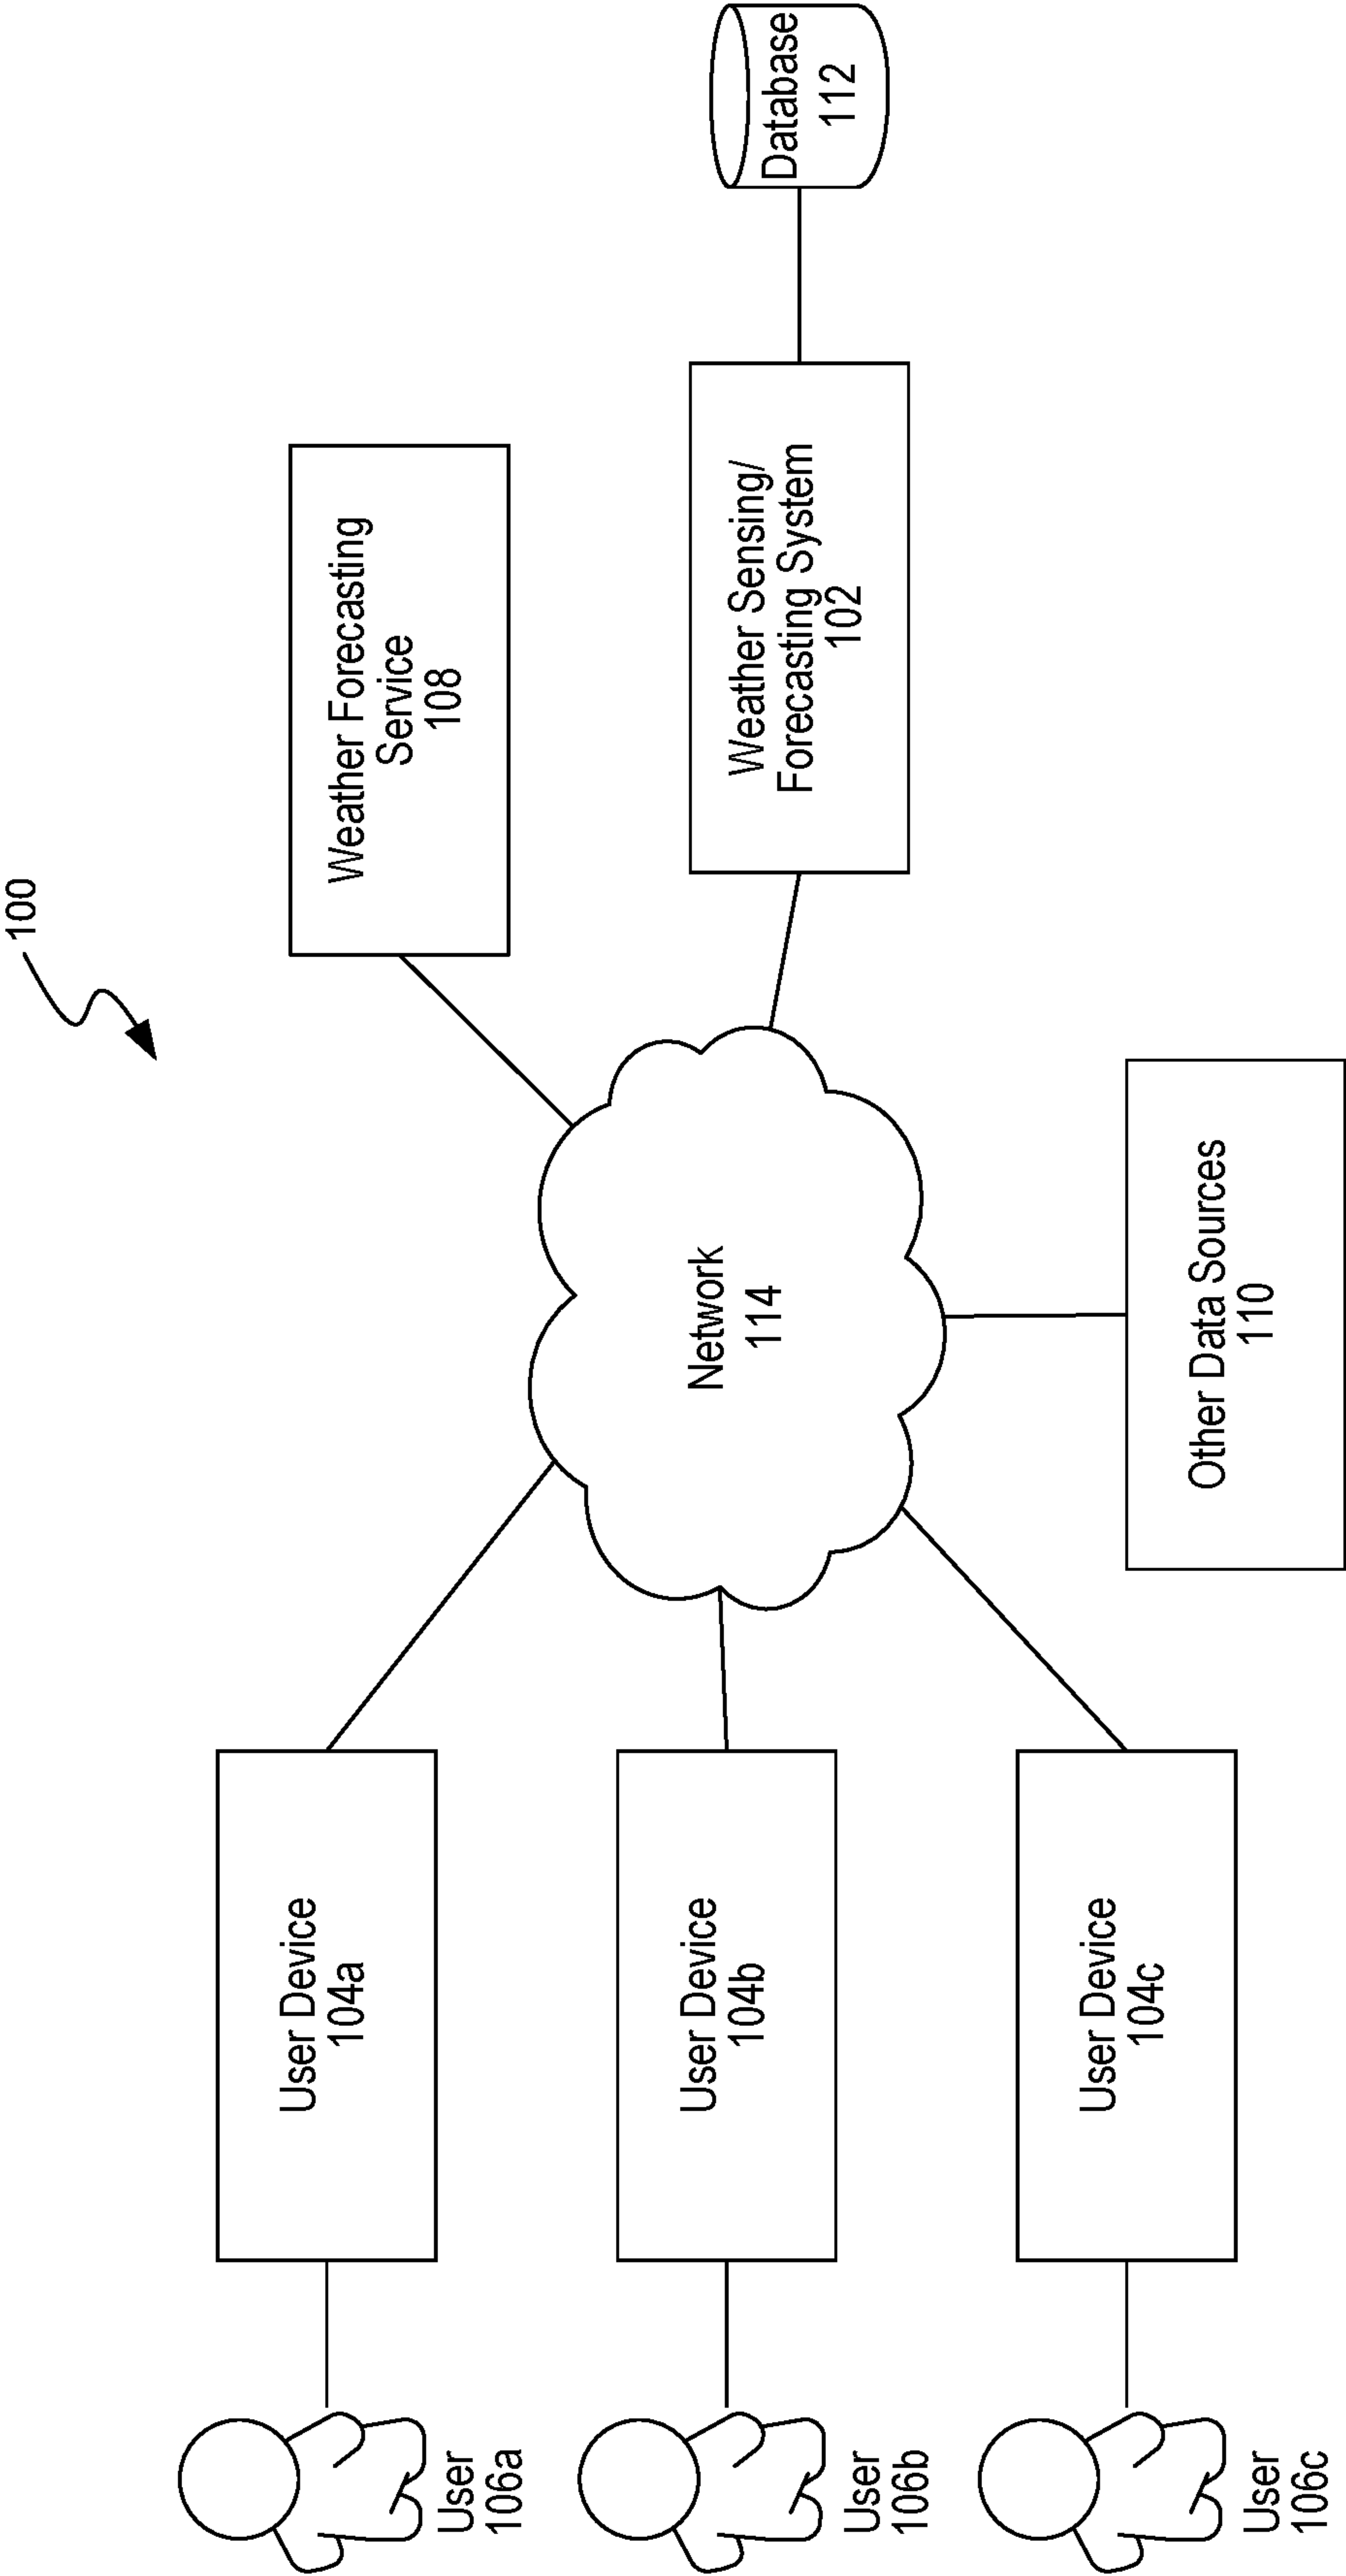 100
User Device
104a
User
106a
Weather Forecasting
Service
108
User Device
104b
User
106b
Network
114
Weather Sensing/
Forecasting System
102
Database
112
User Device
104c
User
106c
Other Data Sources
110